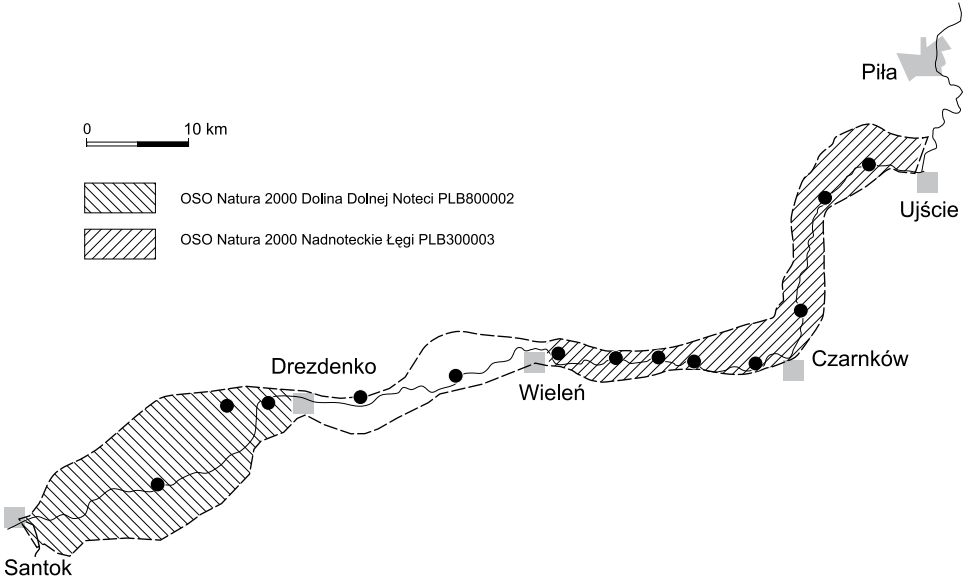 Piła
0 10 km
OSO Natura 2000 Dolina Dolnej Noteci PLB800002
Ujście
OSO Natura 2000 Nadnoteckie Łęgi PLB300003
Drezdenko
Czarnków
Wieleń
Santok